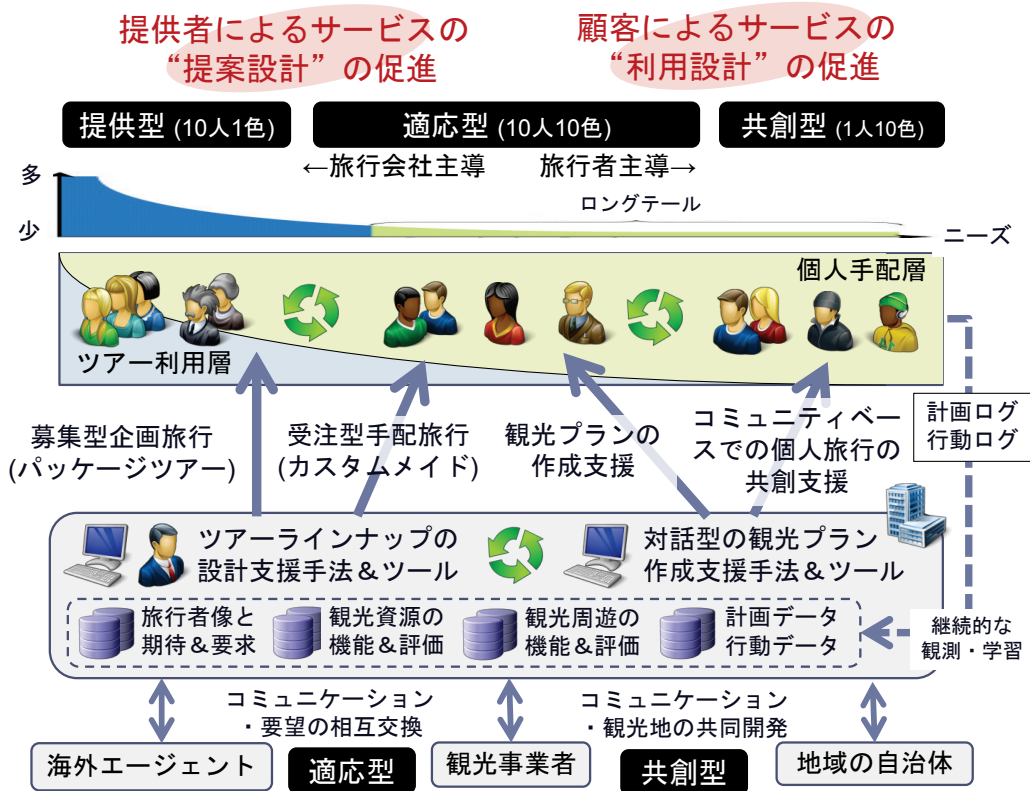 提供者によるサービスの
“提案設計”の促進
顧客によるサービスの
“利用設計”の促進
提供型 (10人1色)
適応型 (10人10色)
共創型 (1人10色)
←旅行会社主導
旅行者主導→
多
ロングテール
少
ニーズ
個人手配層
ツアー利用層
募集型企画旅行
(パッケージツアー)
受注型手配旅行
(カスタムメイド)
観光プランの
作成支援
コミュニティベー
スでの個人旅行の
共創支援
計画ログ
行動ログ
ツアーラインナップの
設計支援手法＆ツール
対話型の観光プラン
作成支援手法＆ツール
旅行者像と
期待＆要求
観光資源の
機能＆評価
観光周遊の
機能＆評価
計画データ
行動データ
継続的な
観測・学習
コミュニケーション
・要望の相互交換
コミュニケーション
・観光地の共同開発
海外エージェント
適応型
観光事業者
共創型
地域の自治体